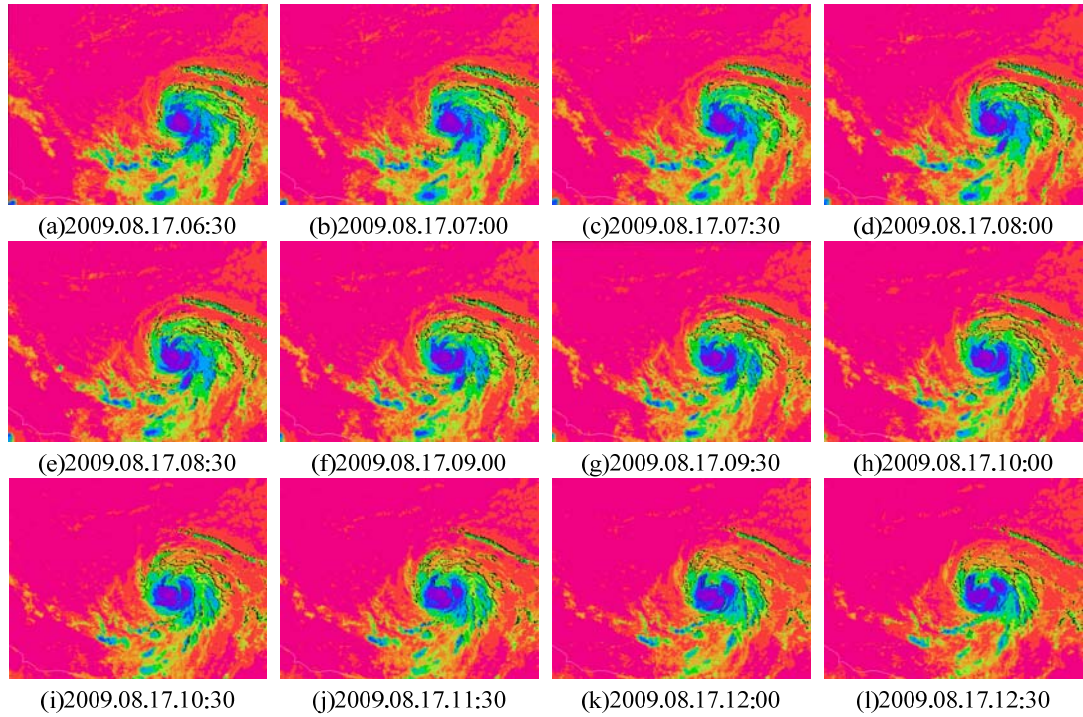 (a)2009.08.17.06:30
(b)2009.08.17.07:00
(c)2009.08.17.07:30
(d)2009.08.17.08:00
(e)2009.08.17.08:30
(f)2009.08.17.09.00
(g)2009.08.17.09:30
(h)2009.08.17.10:00
(i)2009.08.17.10:30
(j)2009.08.17.11:30
(k)2009.08.17.12:00
(l)2009.08.17.12:30